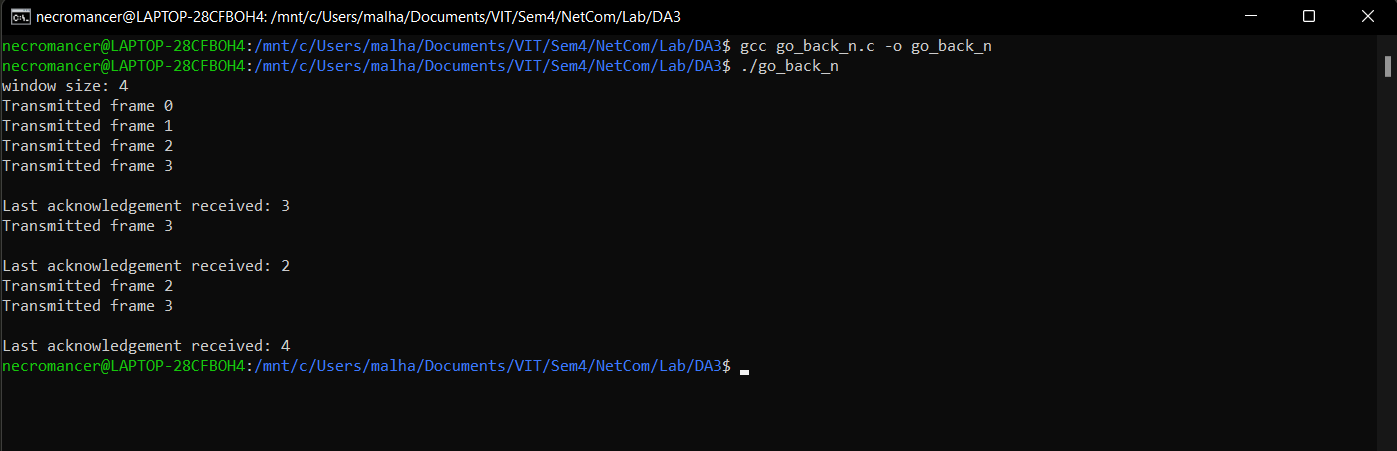 necromancer@LAPTOP-28CFBOH4: /mnt/c/Users/malha/Documents/VIT/Sem4/NetCom/Lab/DA3
necromancer@LAPTOP-28CFBOH4:/mnt/c/Users/malha/Documents/VIT/Sem4/NetCom/Lab/DA3$ gcc go_back_n.c -o go_back_n
necromancer@LAPTOP-28CFBOH4:/mnt/c/Users/malha/Documents/VIT/Sem4/NetCom/Lab/DA3$ ./go_back_n
window size: 4
Transmitted frame 0
Transmitted frame 1
Transmitted frame 2
Transmitted frame 3
Last acknowledgement received: 3
Transmitted frame 3
Last acknowledgement received: 2
Transmitted frame 2
Transmitted frame 3
Last acknowledgement received: 4
necromancer@LAPTOP-28CFBOH4:/mnt/c/Users/malha/Documents/VIT/Sem4/NetCom/Lab/DA3$